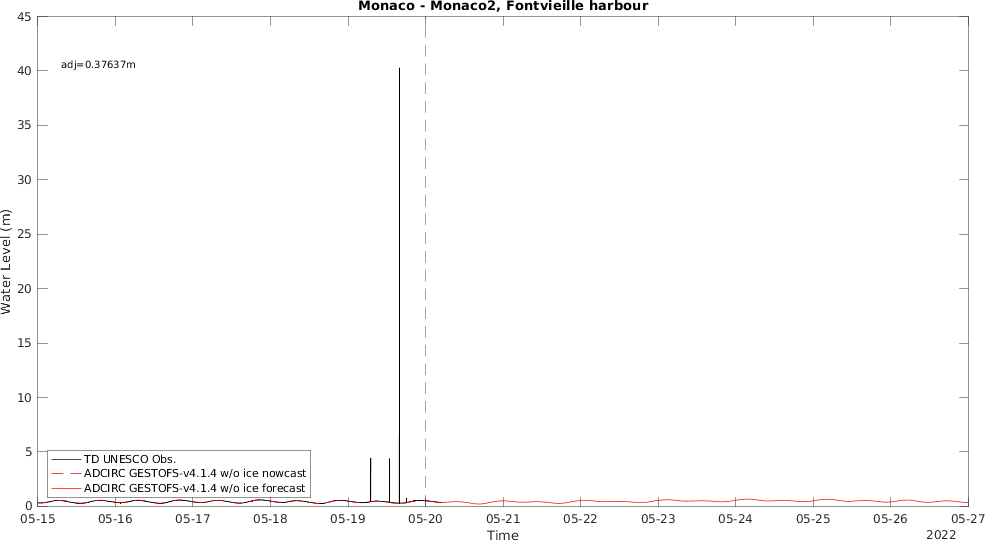 Monaco - Monaco2, Fontvieille harbour
45
adj=0.37637m
40
35
30
25
20
15
10
5
0
Water Level (m)
TD UNESCO Obs.
ADCIRC GESTOFS-v4.1.4 w/o ice nowcast
ADCIRC GESTOFS-v4.1.4 w/o ice forecast
05-15 05-16 05-17 05-18 05-19 05-20 05-21 05-22 05-23 05-24 05-25 05-26 05-27
Time
2022